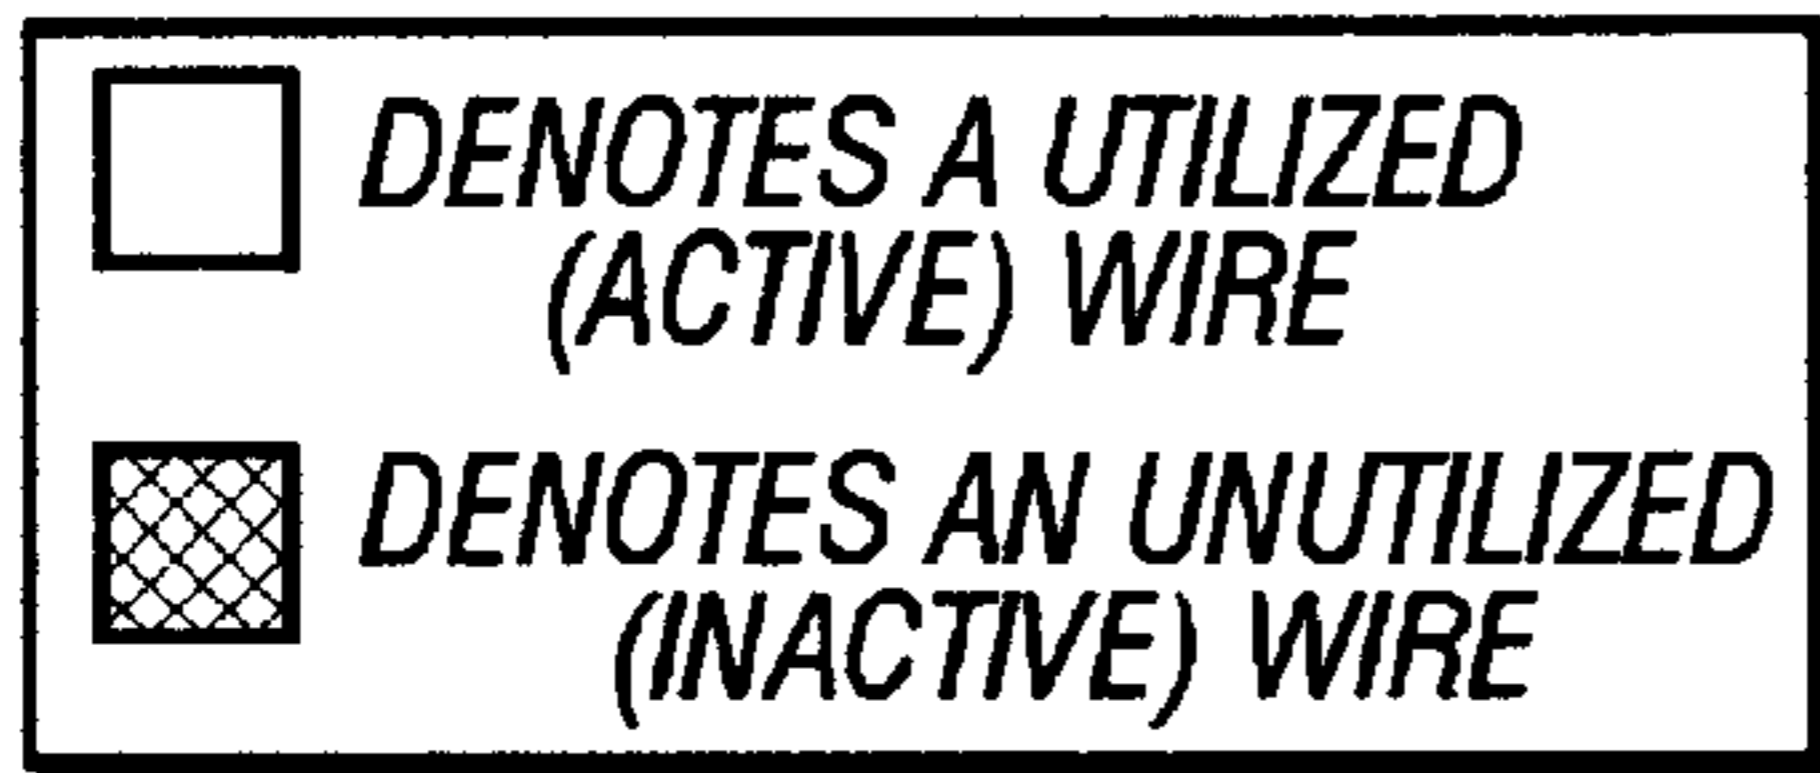 DENOTES A UTILIZED
(ACTIVE) WIRE
DENOTES AN UNUTILIZED
(INACTIVE) WIRE